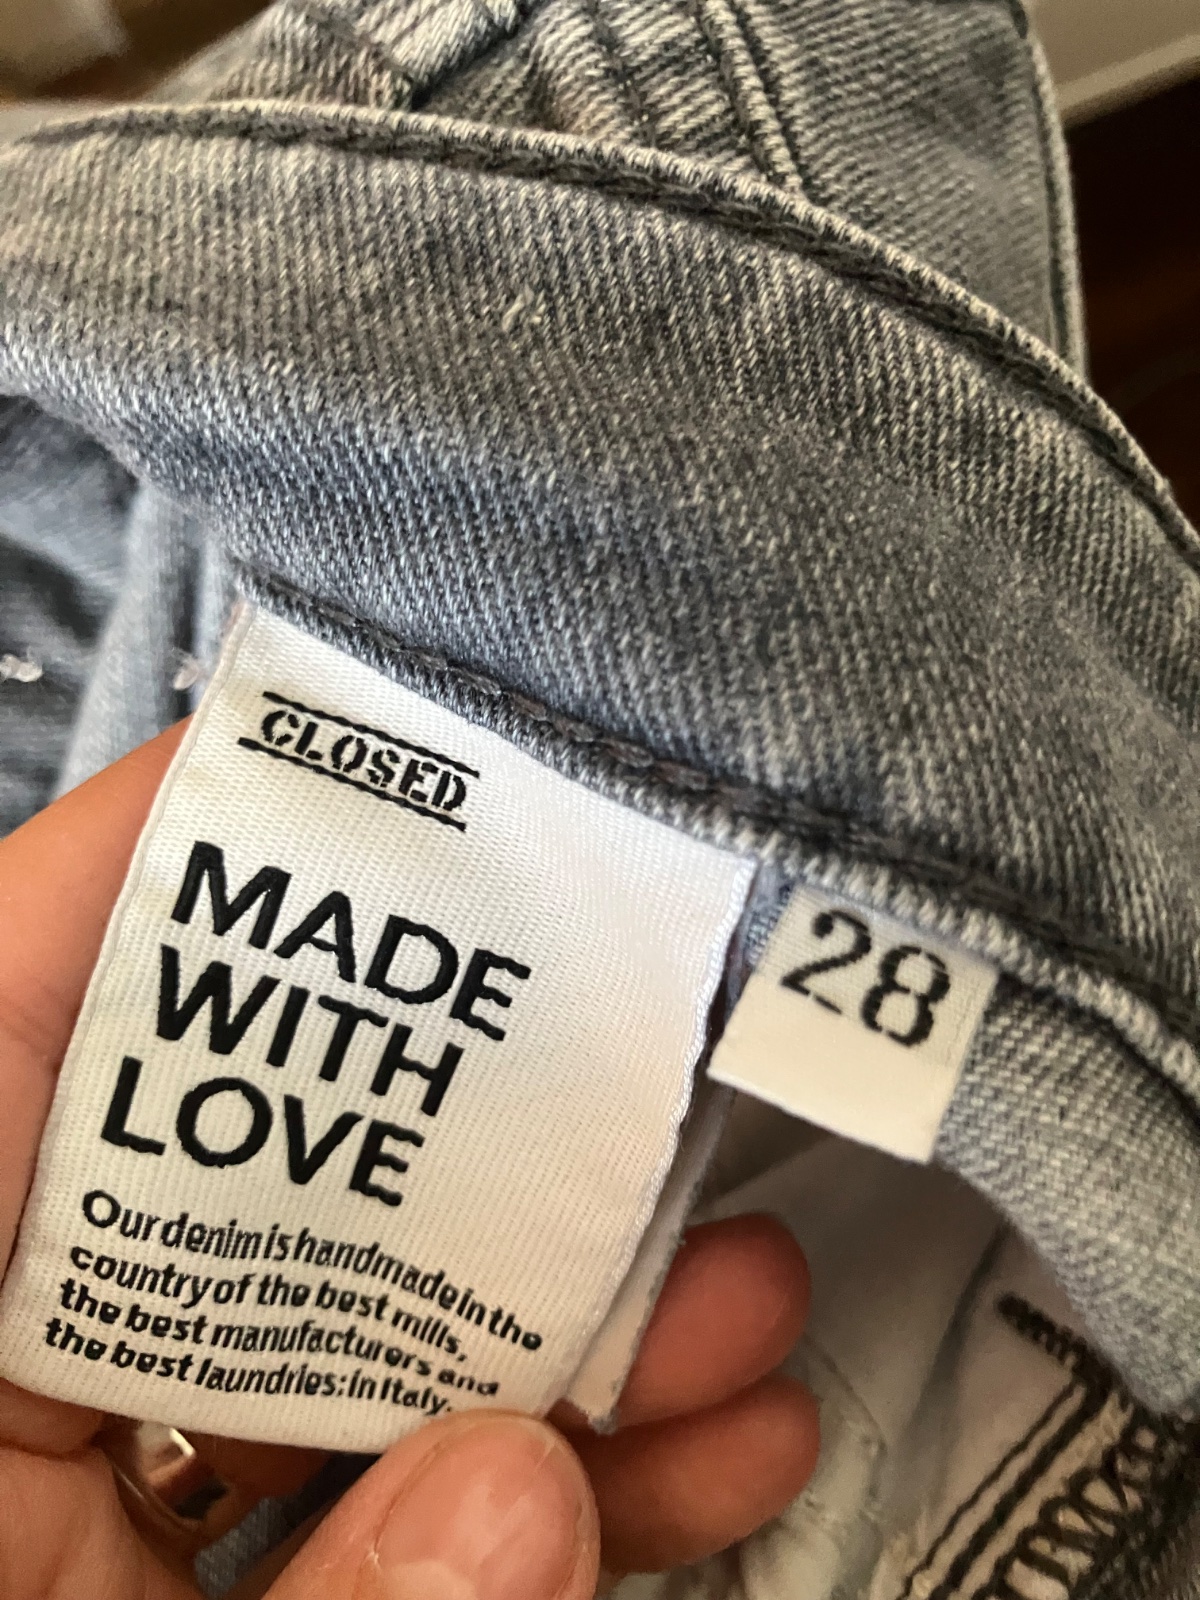 CLOSED
MADE
WITH
LOVE
Our denim is handmade in the
country of the best mills,
the best manufacturers and
the best laundries: in Italy.
28